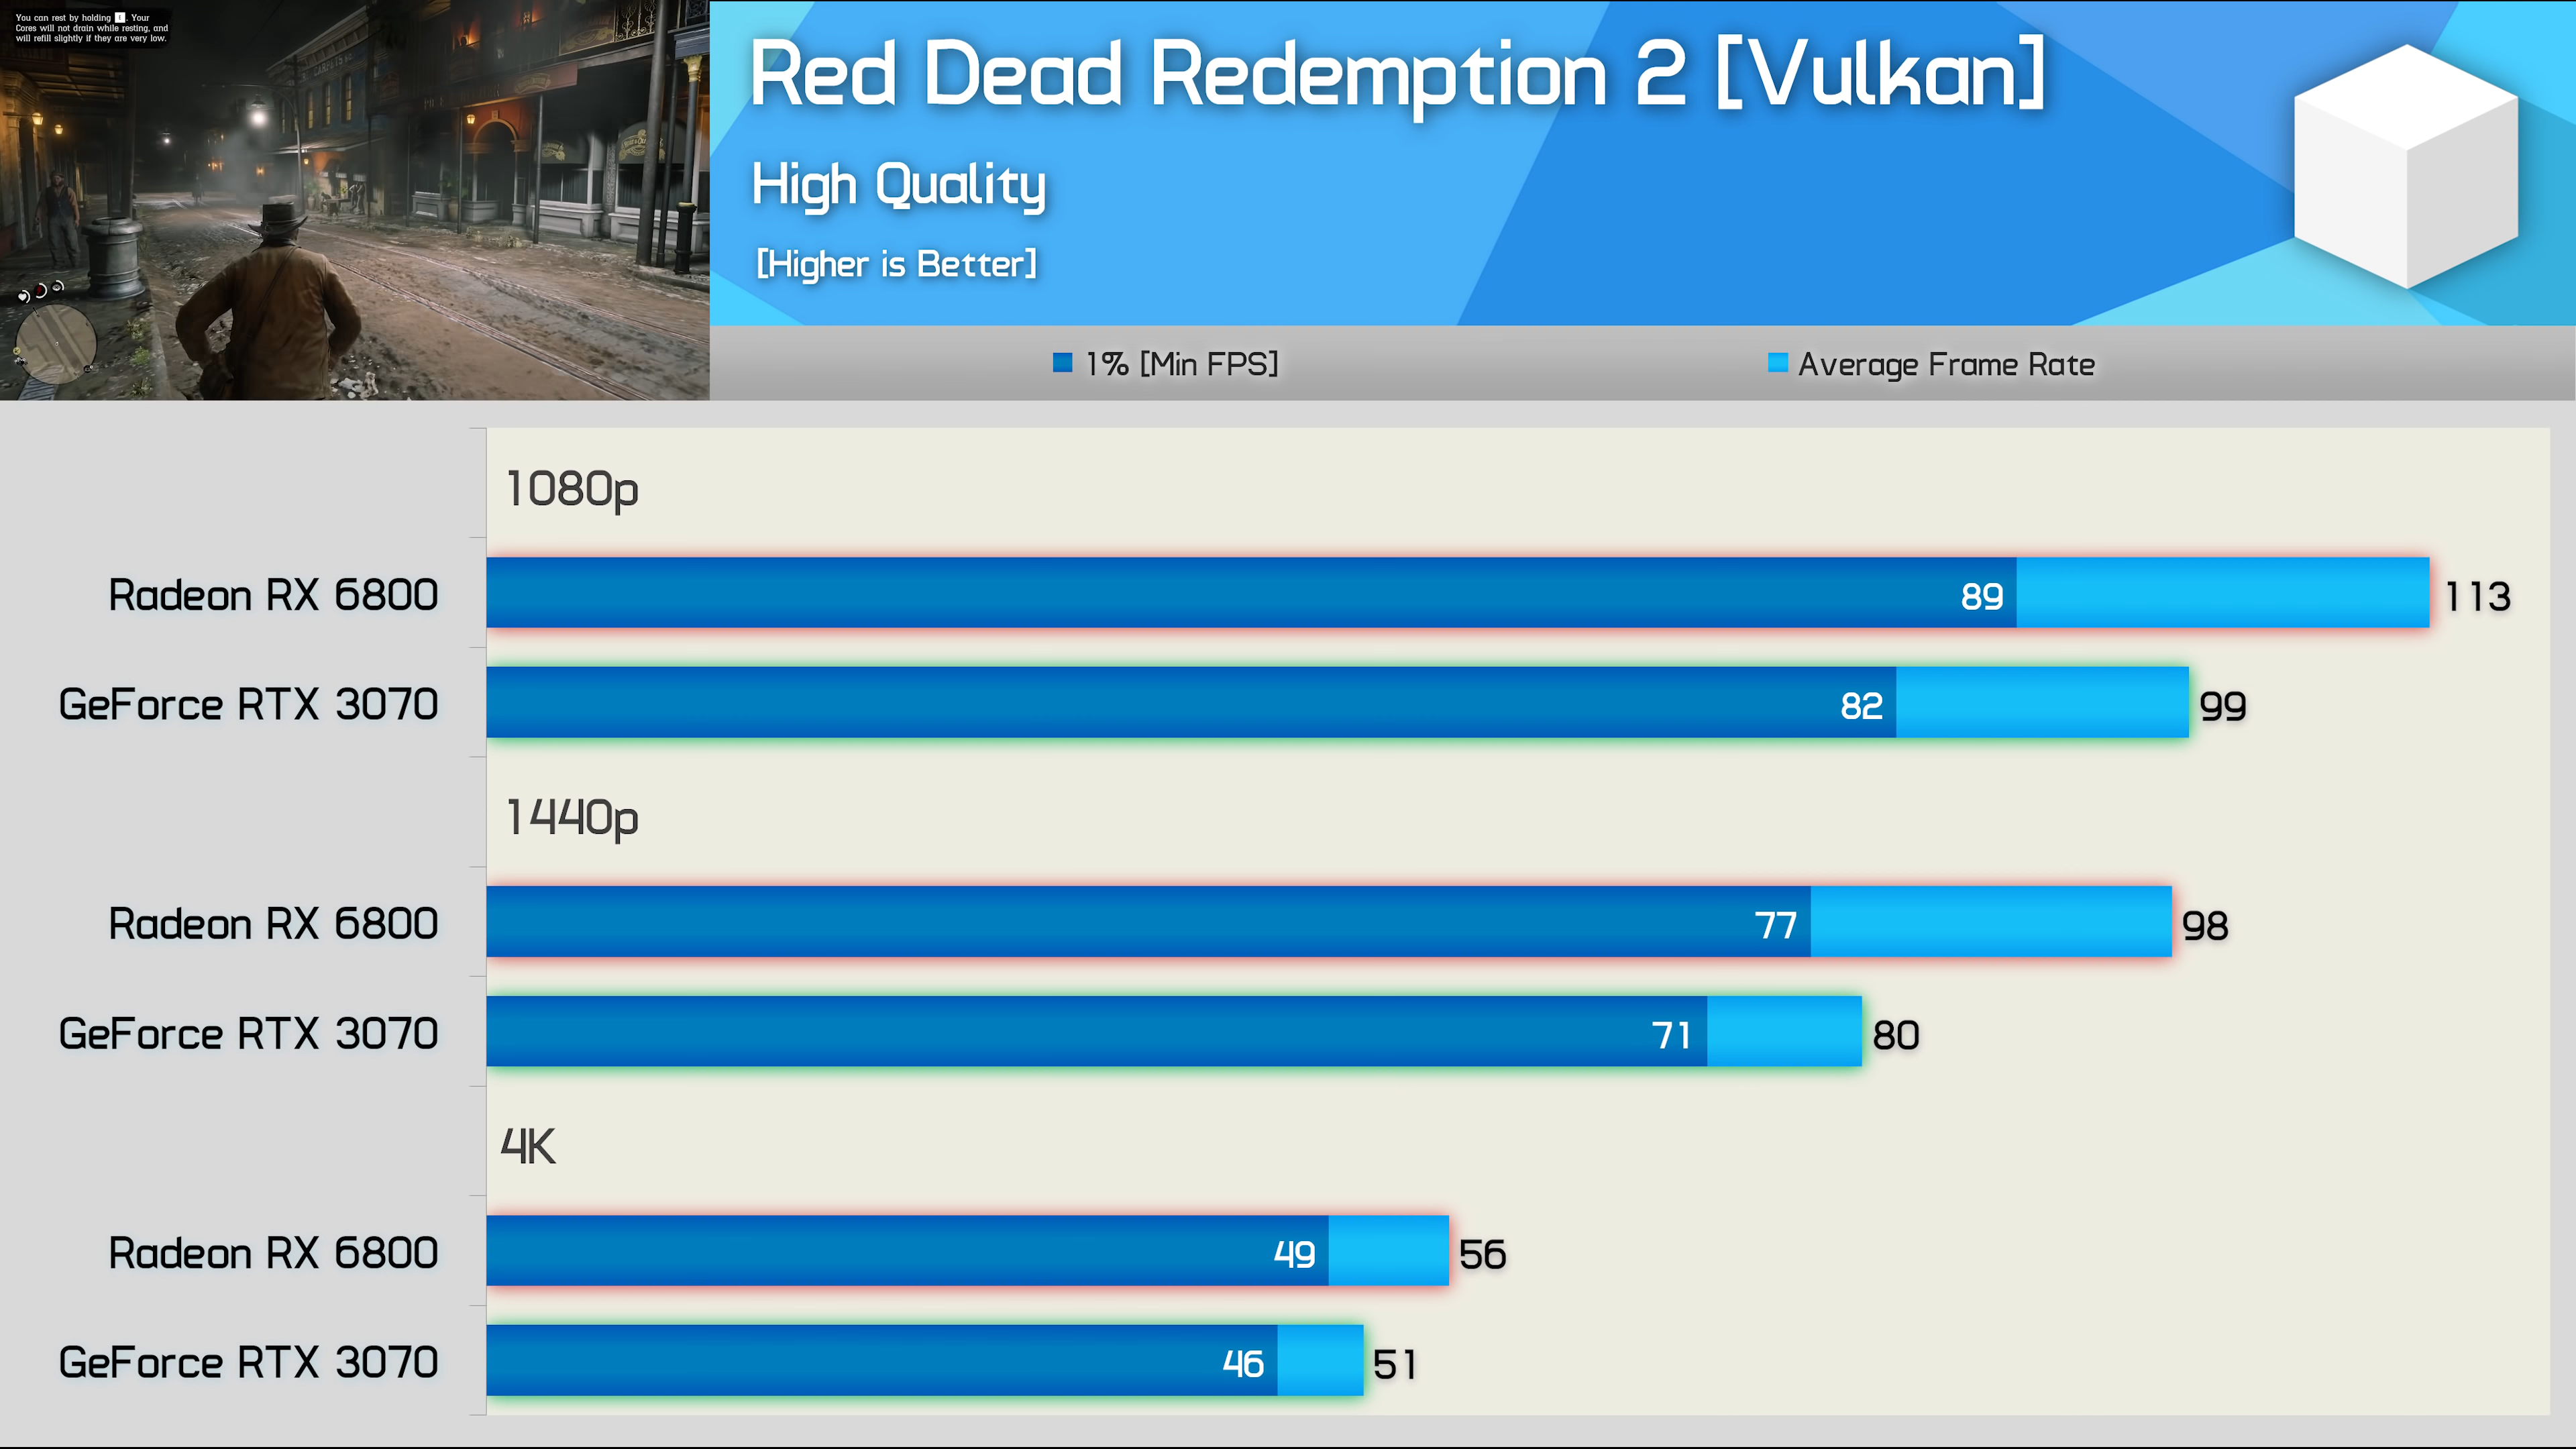 You can rest by holding E. Your
Cores will not drain while resting, and
will refill slightly if they are very low.
Red Dead Redemption 2 [Vulkan]
High Quality
[Higher is Better]
1% [Min FPS] Average Frame Rate
1080p
Radeon RX 6800 89 113
GeForce RTX 3070 82 99
1440p
Radeon RX 6800 77 98
GeForce RTX 3070 71 80
4K
Radeon RX 6800 49 56
GeForce RTX 3070 46 51